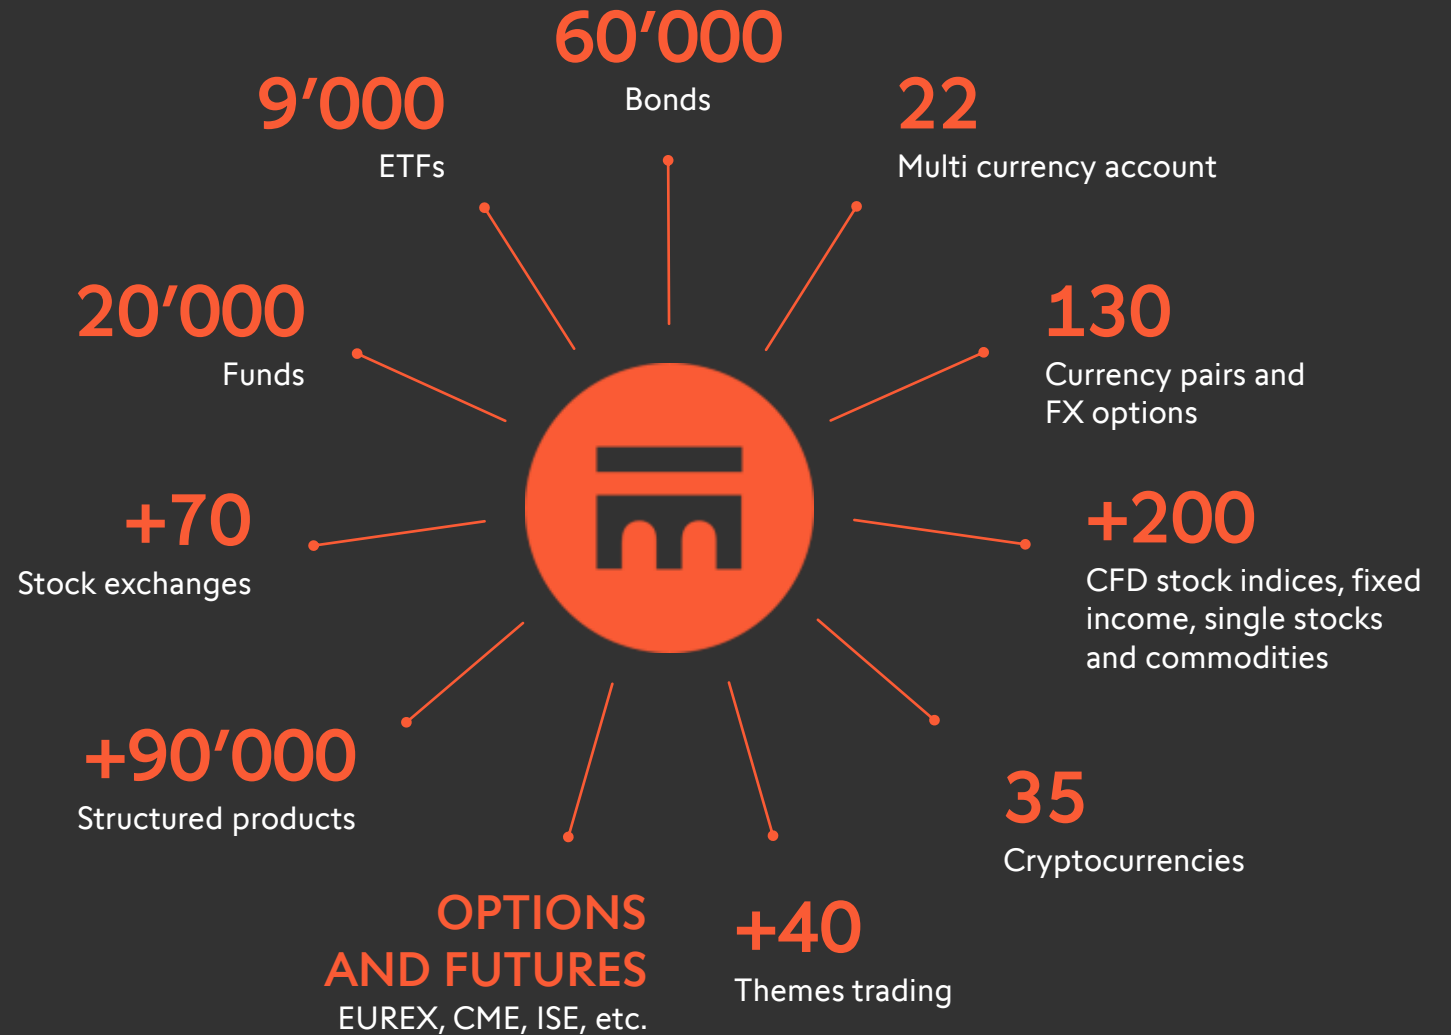 60’000
Bonds
9’000
ETFs
22
Multi currency account
20’000
Funds
130
Currency pairs and
FX options
+70
Stock exchanges
+200
CFD stock indices, fixed
income, single stocks
and commodities
+90’000
Structured products
35
Cryptocurrencies
OPTIONS
AND FUTURES
EUREX, CME, ISE, etc.
+40
Themes trading